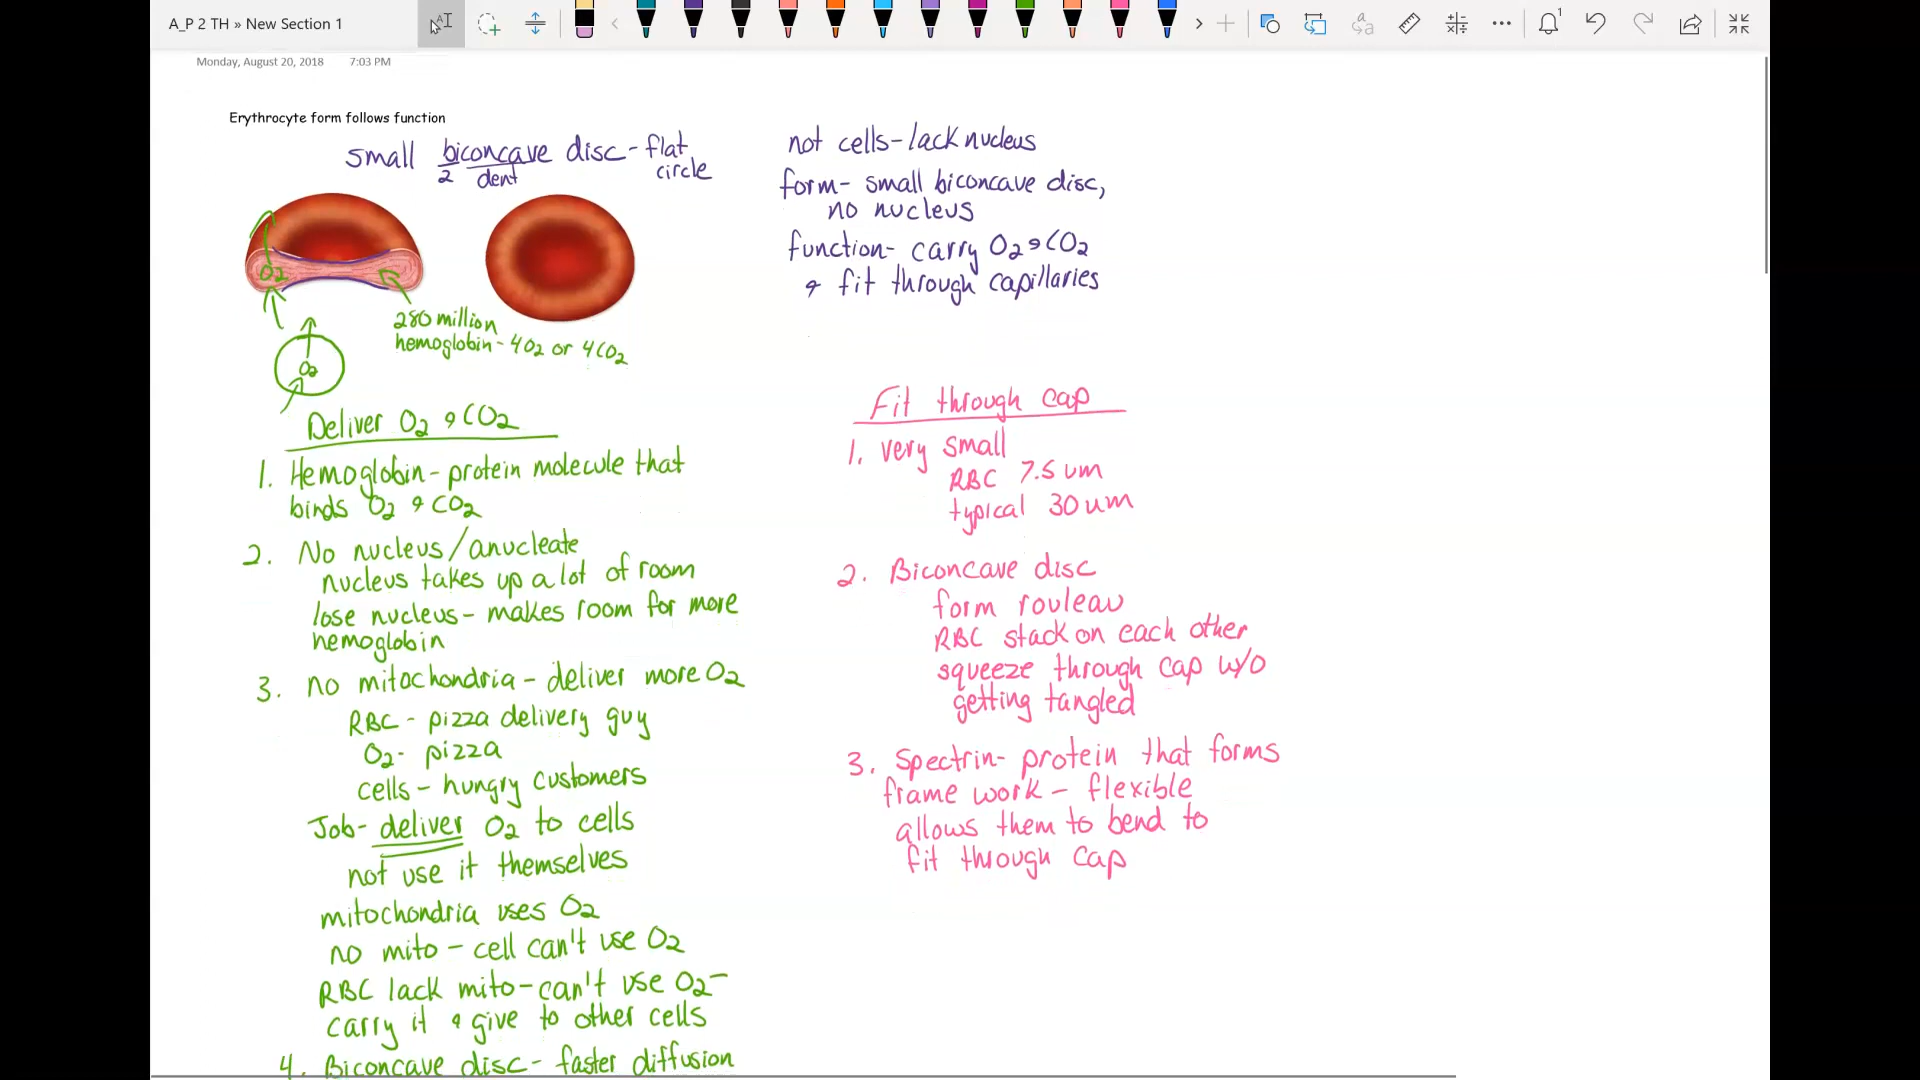 A_P 2 TH » New Section 1
Monday, August 20, 2018 7:03 PM
Erythrocyte form follows function
small biconcave disc - flat circle
2 dent
O2
280 million
hemoglobin - 4O2 or 4CO2
O2
not cells - lack nucleus
form - small biconcave disc,
no nucleus
function - carry O2 & CO2
& fit through capillaries
Deliver O2 & CO2
1. Hemoglobin - protein molecule that
binds O2 & CO2
2. No nucleus/anucleate
nucleus takes up a lot of room
lose nucleus - makes room for more
hemoglobin
3. no mitochondria - deliver more O2
RBC - pizza delivery guy
O2 - pizza
cells - hungry customers
Job - deliver O2 to cells
not use it themselves
mitochondria uses O2
no mito - cell can't use O2
RBC lack mito - can't use O2 -
carry it & give to other cells
4. Biconcave disc - faster diffusion
Fit through cap
1. very small
RBC 7.5 um
typical 30 um
2. Biconcave disc
form rouleau
RBC stack on each other
squeeze through cap w/o
getting tangled
3. Spectrin - protein that forms
frame work - flexible
allows them to bend to
fit through cap